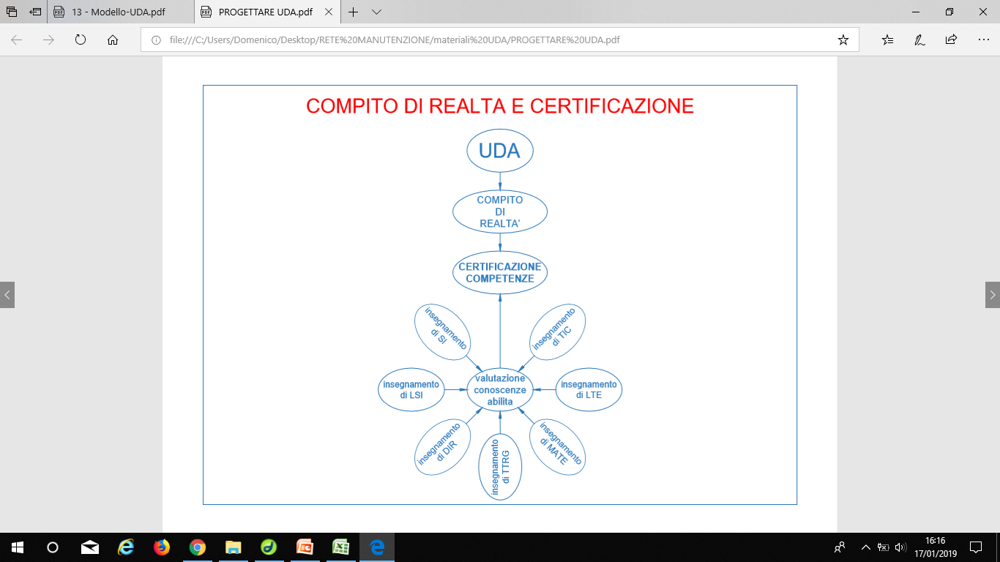 13 - Modello-UDA.pdf
PROGETTARE UDA.pdf
file:///C:/Users/Domenico/Desktop/RETE%20MANUTENZIONE/materiali%20UDA/PROGETTARE%20UDA.pdf
COMPITO DI REALTA E CERTIFICAZIONE
UDA
COMPITO
DI
REALTA'
CERTIFICAZIONE
COMPETENZE
insegnamento
di SI
insegnamento
di TIC
insegnamento
di LSI
valutazione
conoscenze
abilita
insegnamento
di LTE
insegnamento
di DIR
insegnamento
di TTRG
insegnamento
di MATE
16:16
17/01/2019